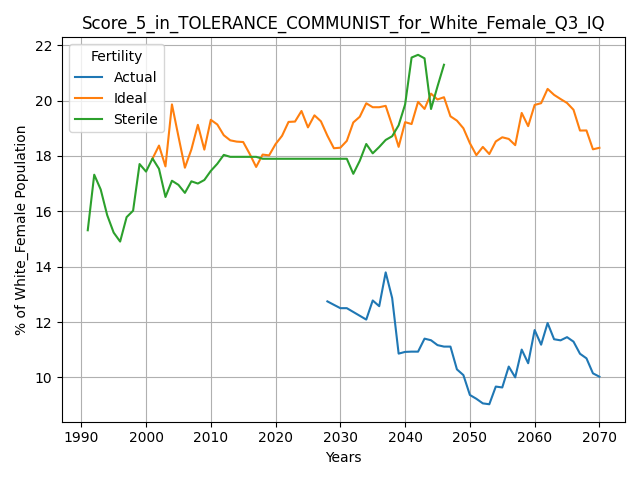 Score_5_in_TOLERANCE_COMMUNIST_for_White_Female_Q3_IQ
Fertility
Actual
Ideal
Sterile
% of White_Female Population
22
20
18
16
14
12
10
1990 2000 2010 2020 2030 2040 2050 2060 2070
Years